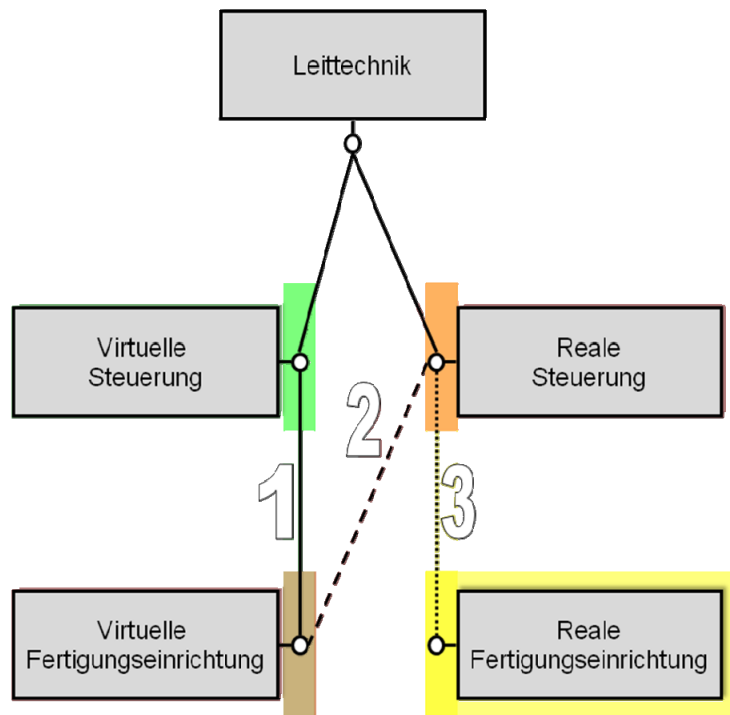 Leittechnik
Virtuelle
Steuerung
Reale
Steuerung
2
1
3
Virtuelle
Fertigungseinrichtung
Reale
Fertigungseinrichtung